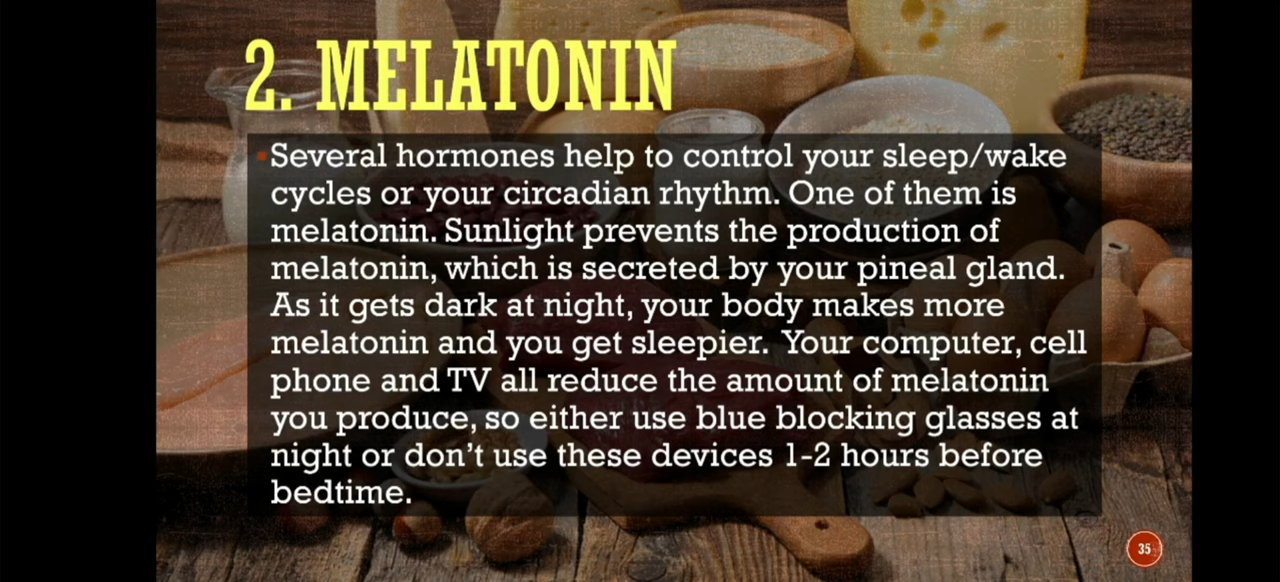 2. MELATONIN
Several hormones help to control your sleep/wake
cycles or your circadian rhythm. One of them is
melatonin. Sunlight prevents the production of
melatonin, which is secreted by your pineal gland.
As it gets dark at night, your body makes more
melatonin and you get sleepier. Your computer, cell
phone and TV all reduce the amount of melatonin
you produce, so either use blue blocking glasses at
night or don’t use these devices 1-2 hours before
bedtime.
35